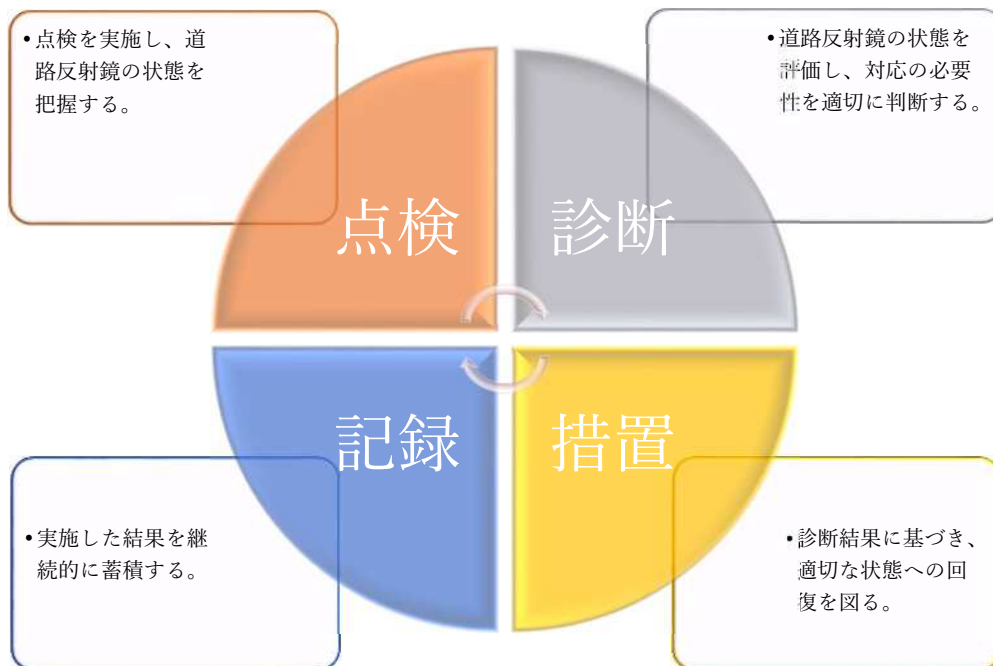 ・点検を実施し、道
路反射鏡の状態を
把握する。
・道路反射鏡の状態を
評価し、対応の必要
性を適切に判断する。
点検
診断
記録
措置
・実施した結果を継
続的に蓄積する。
・診断結果に基づき、
適切な状態への回
復を図る。